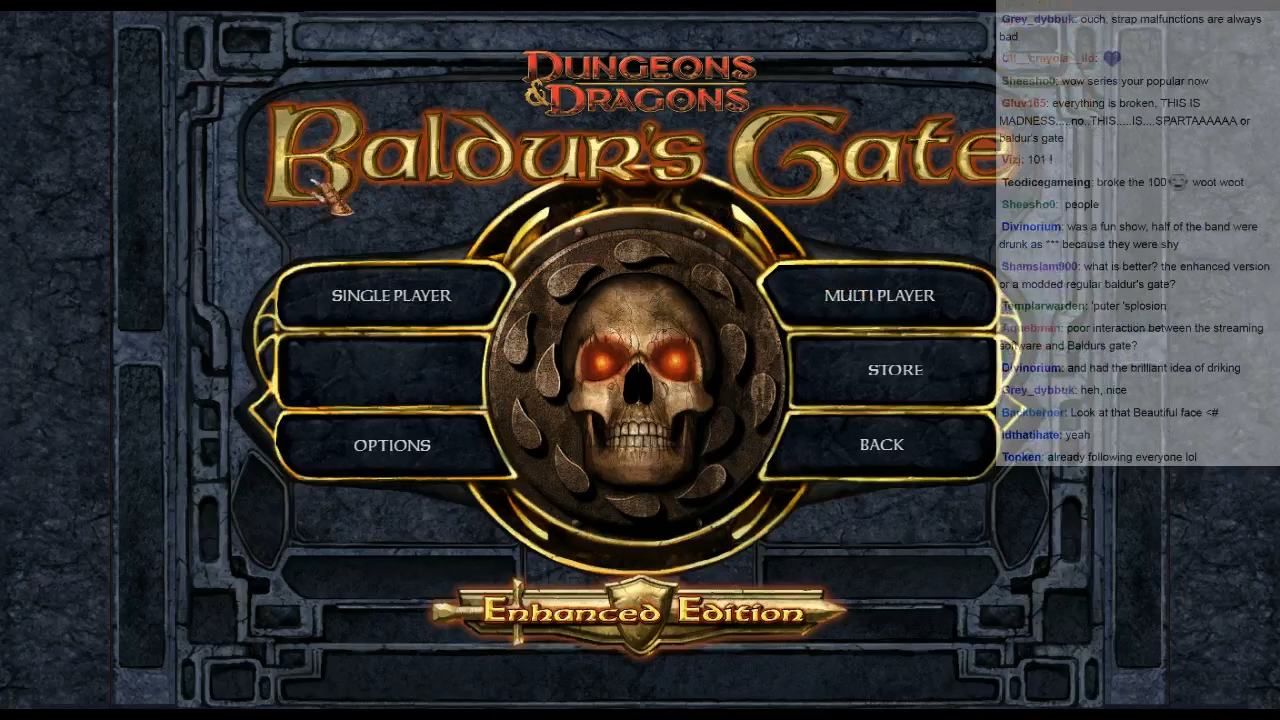 DUNGEONS
& DRAGONS
Baldur's Gate
SINGLE PLAYER
MULTI PLAYER
STORE
OPTIONS
BACK
Enhanced Edition
Grey_dybbuk: ouch, strap malfunctions are always
bad
Sheesho0: wow series your popular now
Gfuv165: everything is broken, THIS IS
MADNESS.....no..THIS.....IS....SPARTAAAAAA or
baldur's gate
Vizj: 101 !
Teodicegameing: broke the 100 woot woot
Sheesho0: people
Divinorium: was a fun show, half of the band were
drunk as *** because they were shy
Shamslam900: what is better? the enhanced version
or a modded regular baldur's gate?
Templarwarden: 'puter 'splosion
poor interaction between the streaming
software and Baldurs gate?
Divinorium: and had the brilliant idea of driking
Grey_dybbuk: heh, nice
Backberner: Look at that Beautiful face <#
idthatihate: yeah
Tonken: already following everyone lol